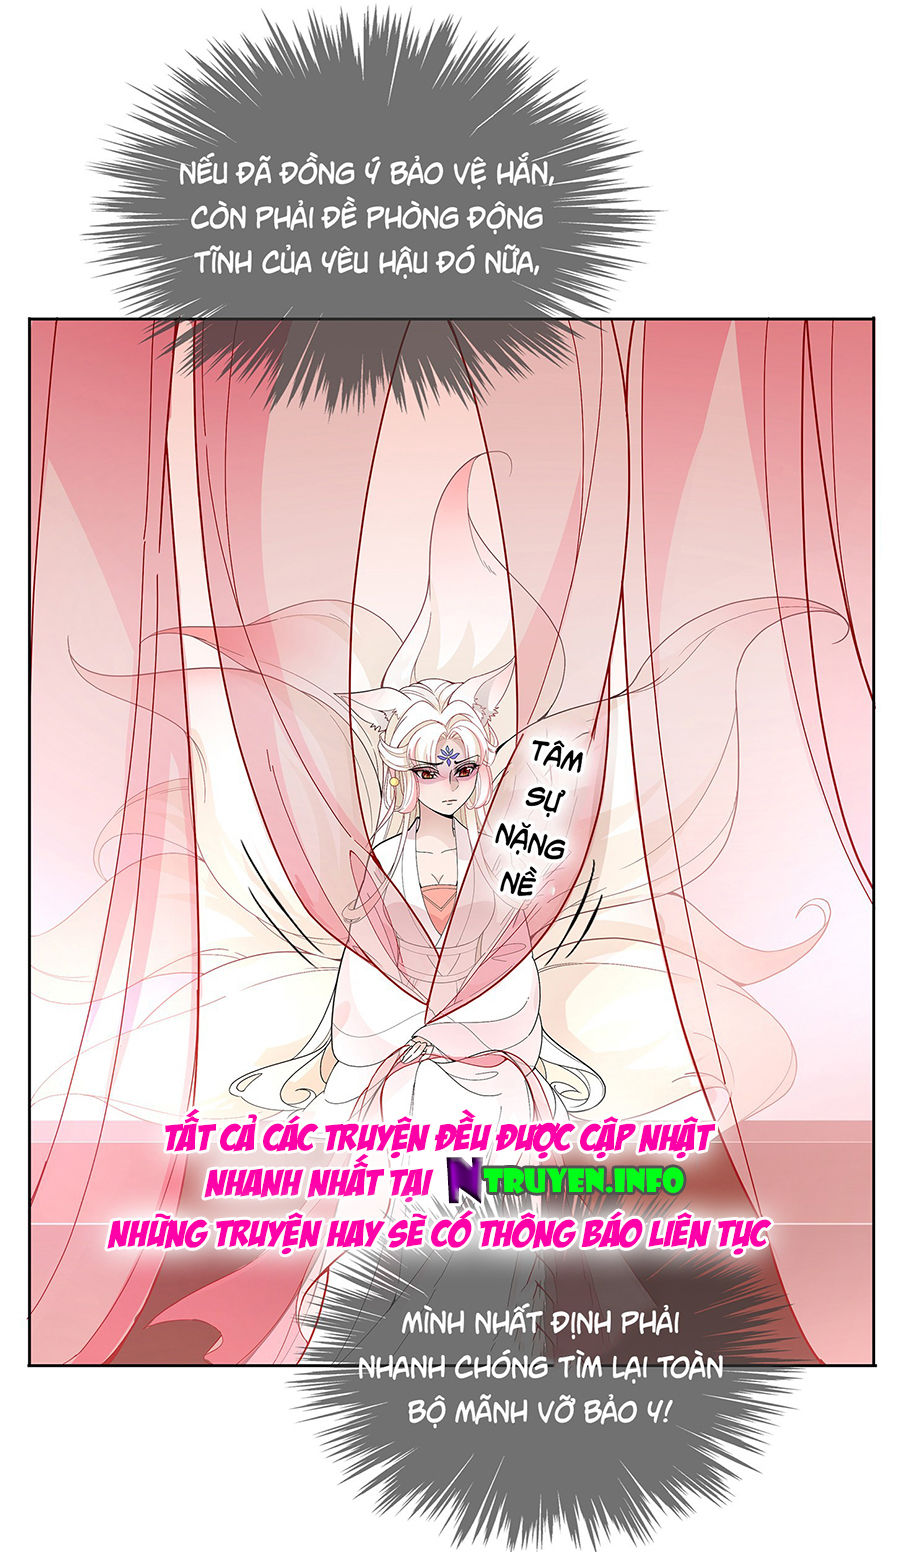 NẾU ĐÃ ĐỒNG Ý BẢO VỆ HẮN,
CÒN PHẢI ĐỀ PHÒNG ĐỘNG
TĨNH CỦA YÊU HẬU ĐÓ NỮA,
TÂM
SỰ
NẶNG
NỀ
TẤT CẢ CÁC TRUYỆN ĐỀU ĐƯỢC CẬP NHẬT
NHANH NHẤT TẠI NTRUYEN.INFO
NHỮNG TRUYỆN HAY SẼ CÓ THÔNG BÁO LIÊN TỤC
MÌNH NHẤT ĐỊNH PHẢI
NHANH CHÓNG TÌM LẠI TOÀN
BỘ MÃNH VỠ BẢO Y!